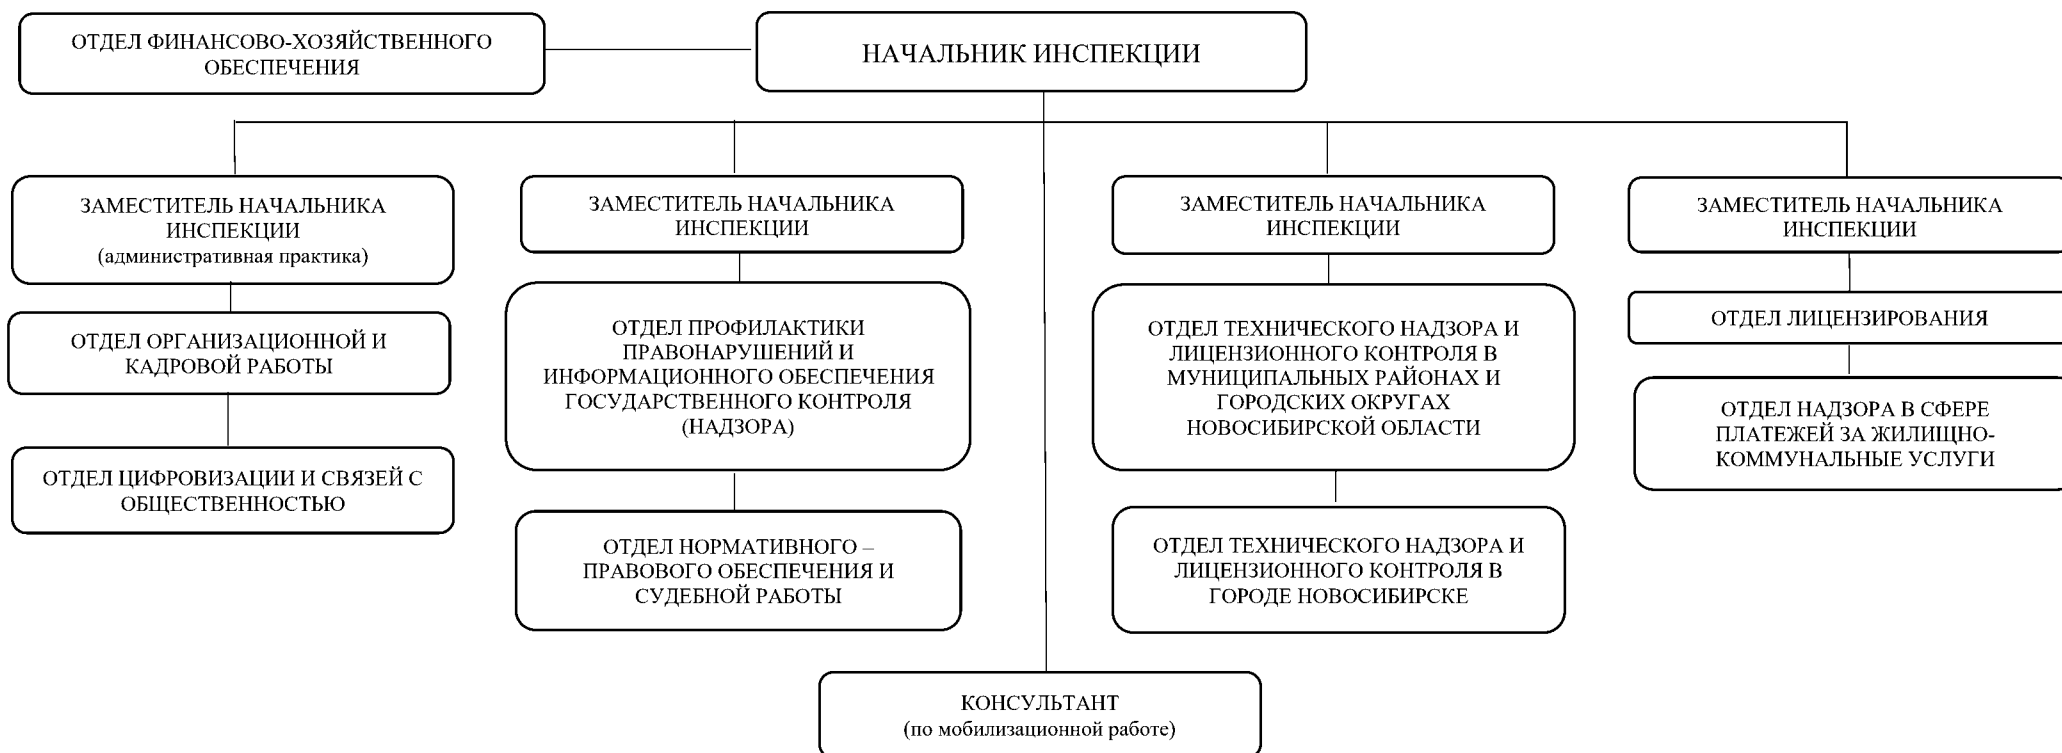 ОТДЕЛ ФИНАНСОВО-ХОЗЯЙСТВЕННОГО
ОБЕСПЕЧЕНИЯ
НАЧАЛЬНИК ИНСПЕКЦИИ
ЗАМЕСТИТЕЛЬ НАЧАЛЬНИКА
ИНСПЕКЦИИ
(административная практика)
ОТДЕЛ ОРГАНИЗАЦИОННОЙ И
КАДРОВОЙ РАБОТЫ
ОТДЕЛ ЦИФРОВИЗАЦИИ И СВЯЗЕЙ С
ОБЩЕСТВЕННОСТЬЮ
ЗАМЕСТИТЕЛЬ НАЧАЛЬНИКА
ИНСПЕКЦИИ
ОТДЕЛ ПРОФИЛАКТИКИ
ПРАВОНАРУШЕНИЙ И
ИНФОРМАЦИОННОГО ОБЕСПЕЧЕНИЯ
ГОСУДАРСТВЕННОГО КОНТРОЛЯ
(НАДЗОРА)
ОТДЕЛ НОРМАТИВНОГО –
ПРАВОВОГО ОБЕСПЕЧЕНИЯ И
СУДЕБНОЙ РАБОТЫ
ЗАМЕСТИТЕЛЬ НАЧАЛЬНИКА
ИНСПЕКЦИИ
ОТДЕЛ ТЕХНИЧЕСКОГО НАДЗОРА И
ЛИЦЕНЗИОННОГО КОНТРОЛЯ В
МУНИЦИПАЛЬНЫХ РАЙОНАХ И
ГОРОДСКИХ ОКРУГАХ
НОВОСИБИРСКОЙ ОБЛАСТИ
ОТДЕЛ ТЕХНИЧЕСКОГО НАДЗОРА И
ЛИЦЕНЗИОННОГО КОНТРОЛЯ В
ГОРОДЕ НОВОСИБИРСКЕ
ЗАМЕСТИТЕЛЬ НАЧАЛЬНИКА
ИНСПЕКЦИИ
ОТДЕЛ ЛИЦЕНЗИРОВАНИЯ
ОТДЕЛ НАДЗОРА В СФЕРЕ
ПЛАТЕЖЕЙ ЗА ЖИЛИЩНО-
КОММУНАЛЬНЫЕ УСЛУГИ
КОНСУЛЬТАНТ
(по мобилизационной работе)